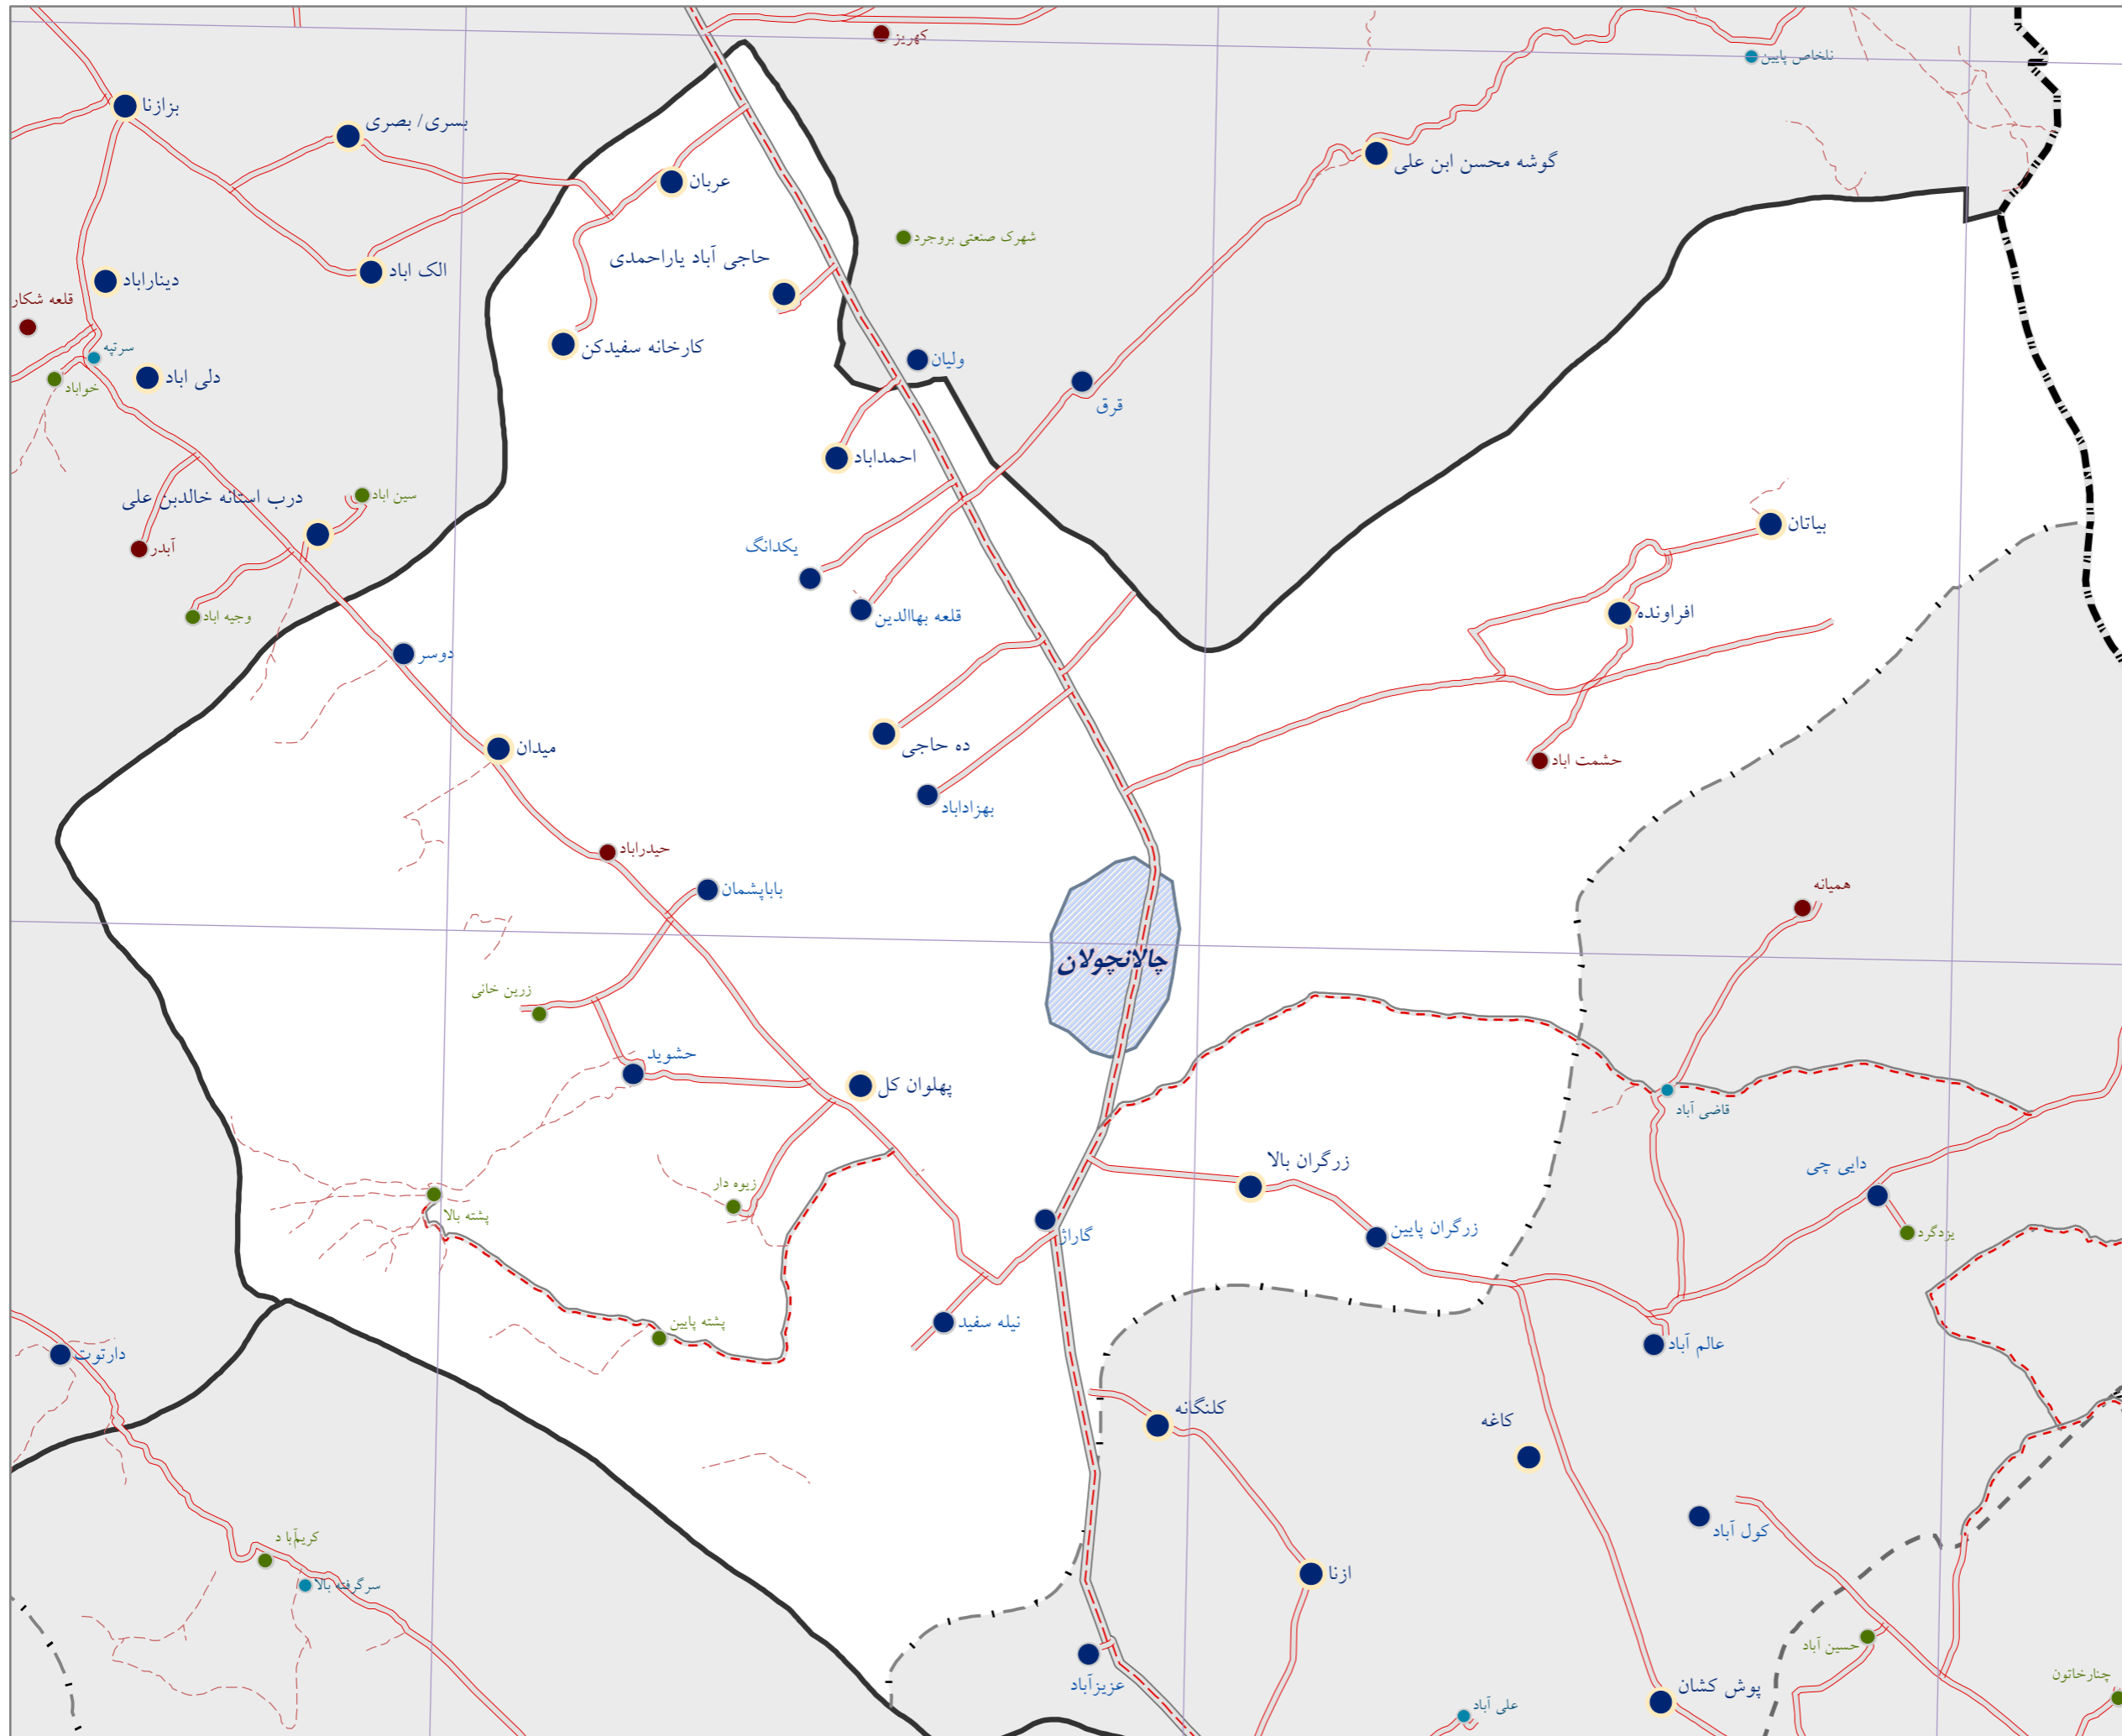 کهریز
ناخاص پایین
بزازنا
بسری/ بصری
گوشه محسن ابن علی
عربان
شهرک صنعتی بروجرد
حاجی آباد یاراحمدی
الک اباد
دیناراباد
قلعه شکار
سرتپه
کارخانه سفیدکن
ولیان
دلی اباد
خواباد
قرق
احمداباد
درب استانه خالدبن علی
سین اباد
بیاتان
آبدر
یکدانگ
وجیه اباد
قلعه بهاالدین
افراونده
دوسر
میدان
ده حاجی
حشمت اباد
بهزاداباد
حیدراباد
باباپشمان
همیانه
چالانچولان
زرین خانی
حشوید
پهلوان کل
قاضی آباد
زرگران بالا
دایی چی
زیوه دار
پشته بالا
گاراژ
زرگران پایین
یزدگرد
پشته پایین
نیله سفید
عالم آباد
دارتوت
کلنگانه
کاغه
کول آباد
کریم‌آبا د
سرگرفته بالا
ازنا
حسین آباد
چنارخاتون
عزیزآباد
پوش کشان
علی آباد